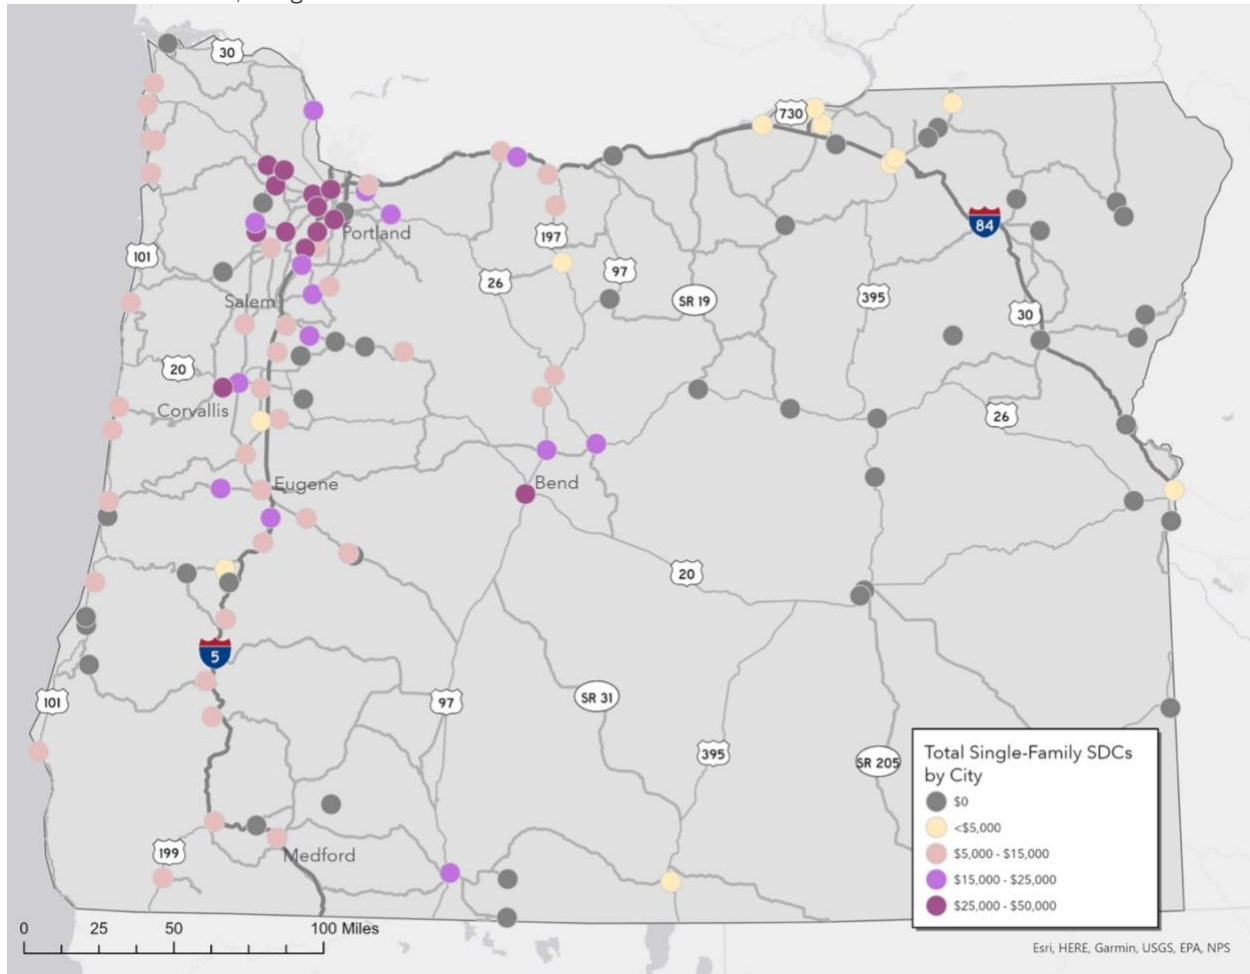 30
730
84
Portland
197
101
26
97
SR 19
395
Salem
30
20
Corvallis
26
Eugene
Bend
20
5
101
97
SR 31
395
SR 205
Total Single-Family SDCs
by City
$0
<$5,000
$5,000 - $15,000
$15,000 - $25,000
$25,000 - $50,000
199
Medford
0 25 50 100 Miles
Esri, HERE, Garmin, USGS, EPA, NPS